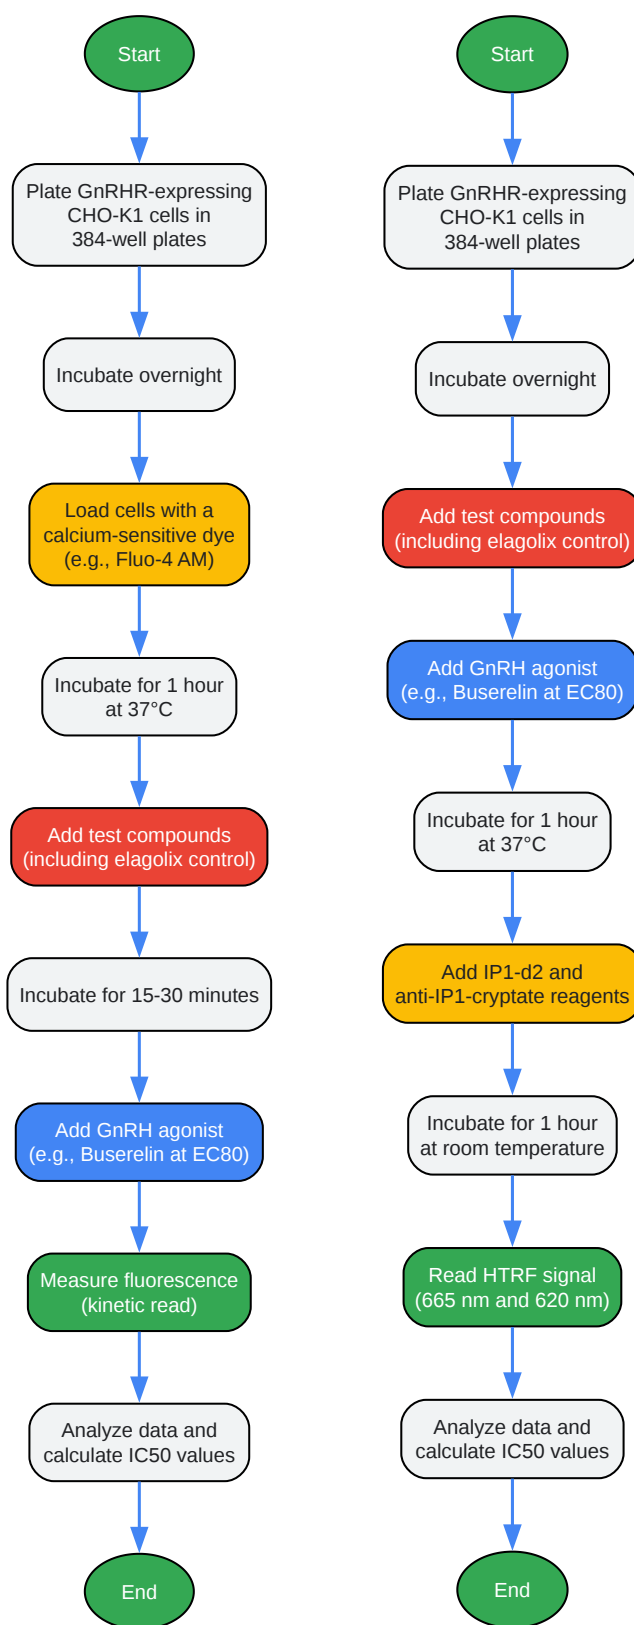 Start
Plate GnRHR-expressing
CHO-K1 cells in
384-well plates
Incubate overnight
Load cells with a
calcium-sensitive dye
(e.g., Fluo-4 AM)
Incubate for 1 hour
at 37°C
Add test compounds
(including elagolix control)
Incubate for 15-30 minutes
Add GnRH agonist
(e.g., Buserelin at EC80)
Measure fluorescence
(kinetic read)
Analyze data and
calculate IC50 values
End
Start
Plate GnRHR-expressing
CHO-K1 cells in
384-well plates
Incubate overnight
Add test compounds
(including elagolix control)
Add GnRH agonist
(e.g., Buserelin at EC80)
Incubate for 1 hour
at 37°C
Add IP1-d2 and
anti-IP1-cryptate reagents
Incubate for 1 hour
at room temperature
Read HTRF signal
(665 nm and 620 nm)
Analyze data and
calculate IC50 values
End